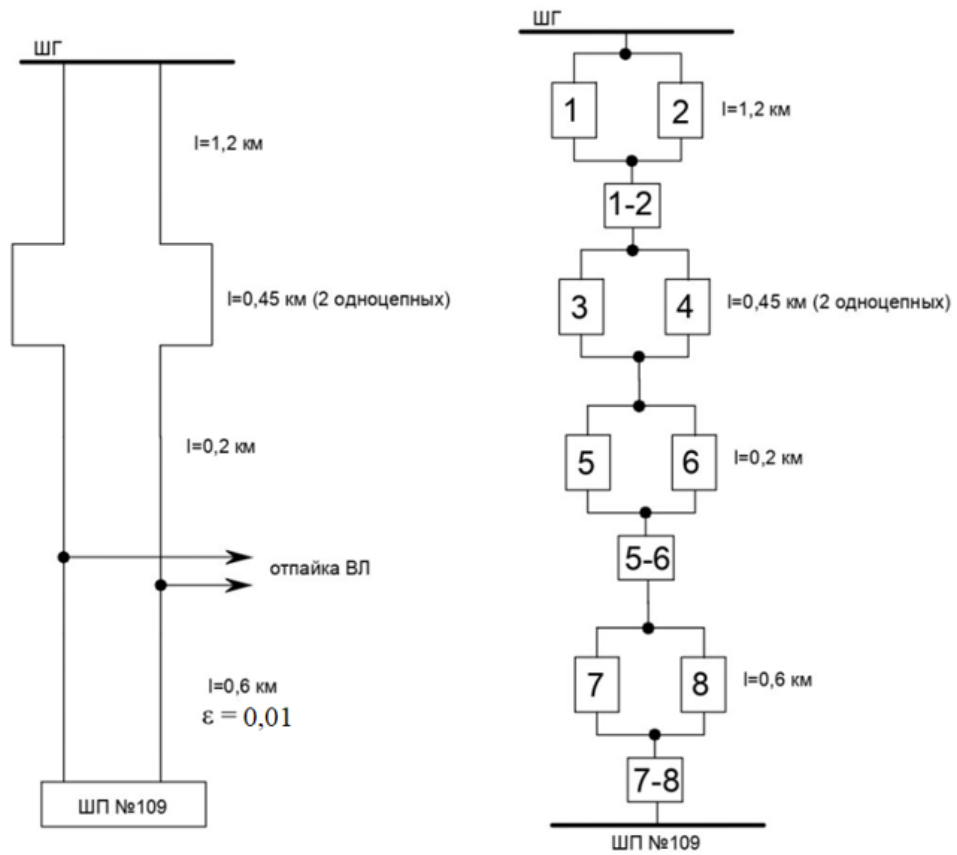 ШГ
l=1,2 км
l=0,45 км (2 одноцепных)
l=0,2 км
отпайка ВЛ
l=0,6 км
ε = 0,01
ШП №109
ШГ
1
2
l=1,2 км
1-2
3
4
l=0,45 км (2 одноцепных)
5
6
l=0,2 км
5-6
7
8
l=0,6 км
7-8
ШП №109